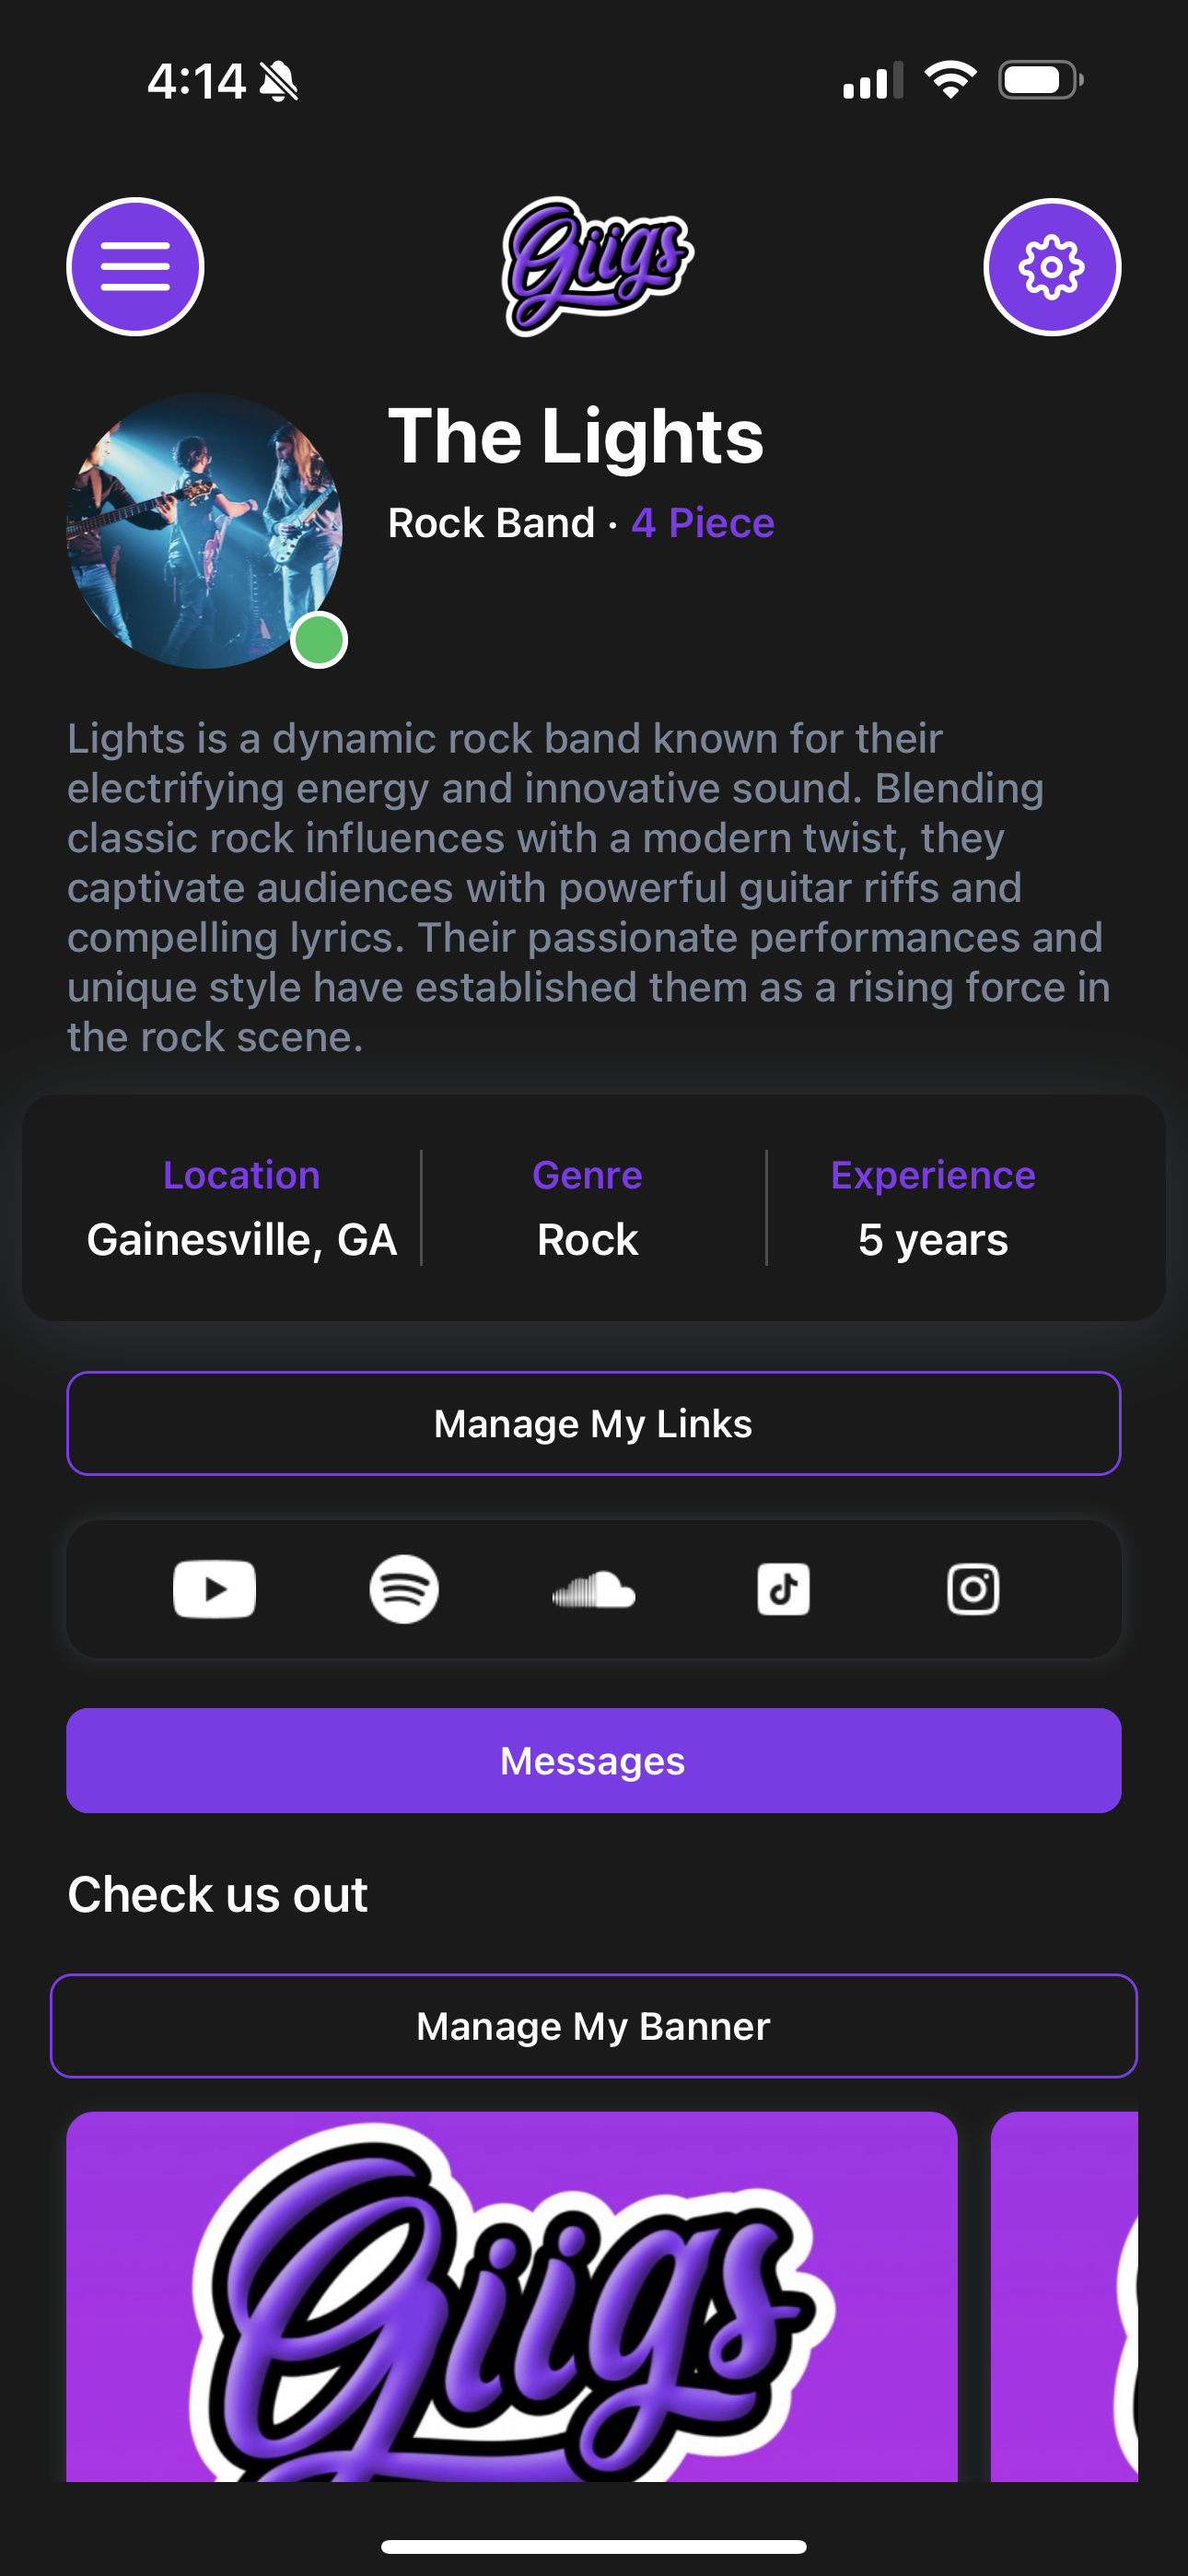 4:14
Giigs
The Lights
Rock Band · 4 Piece
Lights is a dynamic rock band known for their
electrifying energy and innovative sound. Blending
classic rock influences with a modern twist, they
captivate audiences with powerful guitar riffs and
compelling lyrics. Their passionate performances and
unique style have established them as a rising force in
the rock scene.
Location Genre Experience
Gainesville, GA Rock 5 years
Manage My Links
Messages
Check us out
Manage My Banner
Giigs